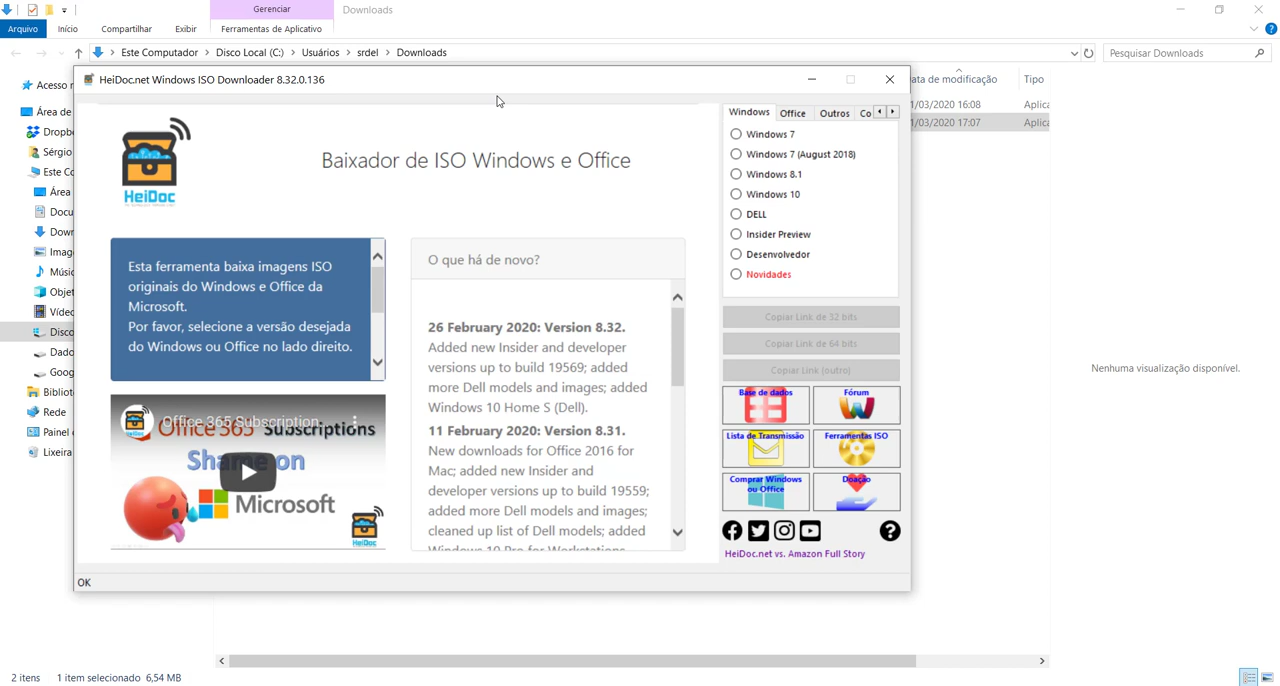 Gerenciar
Downloads
Arquivo
Início
Compartilhar
Exibir
Ferramentas de Aplicativo
Este Computador > Disco Local (C:) > Usuários > srdel > Downloads
Pesquisar Downloads
HeiDoc.net Windows ISO Downloader 8.32.0.136
Acesso r
Área de
Dropbo
Sérgio
Este Co
Área
Docu
Down
Imag
Músic
Objet
Vídeo
Disco
Dado
Goog
Bibliot
Rede
Painel
Lixeira
ata de modificação
Tipo
1/03/2020 16:08
Aplica
1/03/2020 17:07
Aplica
HeiDoc
Baixador de ISO Windows e Office
Esta ferramenta baixa imagens ISO
originais do Windows e Office da
Microsoft.
Por favor, selecione a versão desejada
do Windows ou Office no lado direito.
Office 365 Subscription...
Office 365 Subscriptions
Shame on
Microsoft
HeiDoc
O que há de novo?
26 February 2020: Version 8.32.
Added new Insider and developer
versions up to build 19569; added
more Dell models and images; added
Windows 10 Home S (Dell).
11 February 2020: Version 8.31.
New downloads for Office 2016 for
Mac; added new Insider and
developer versions up to build 19559;
added more Dell models and images;
cleaned up list of Dell models; added
Windows 10 Pro for Workstations
Windows
Office
Outros
Co
Windows 7
Windows 7 (August 2018)
Windows 8.1
Windows 10
DELL
Insider Preview
Desenvolvedor
Novidades
Copiar Link de 32 bits
Copiar Link de 64 bits
Copiar Link (outro)
Base de dados
Fórum
Lista de Transmissão
Ferramentas ISO
Comprar Windows
ou Office
Doação
HeiDoc.net vs. Amazon Full Story
OK
Nenhuma visualização disponível.
2 itens
1 item selecionado 6,54 MB